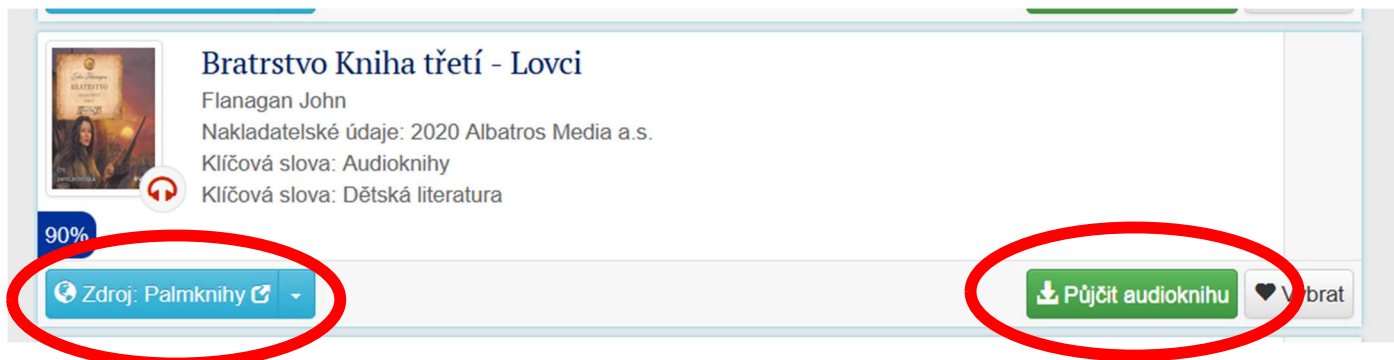 Bratrstvo Kniha třetí - Lovci
Flanagan John
Nakladatelské údaje: 2020 Albatros Media a.s.
Klíčová slova: Audioknihy
Klíčová slova: Dětská literatura
BRATRSTVO
90%
Zdroj: Palmknihy
Půjčit audioknihu
Vybrat